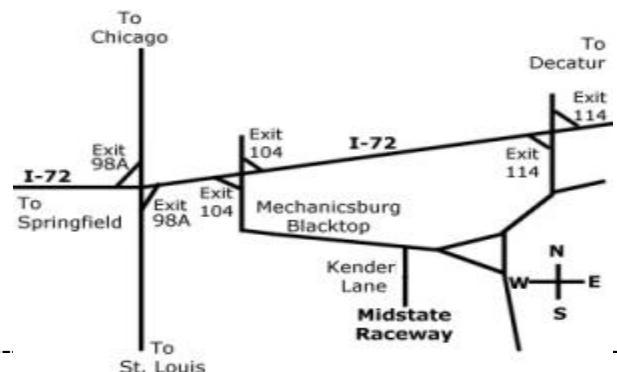 To
Chicago
To
Decatur
Exit
114
Exit
104
I-72
Exit
98A
Exit
114
I-72
Exit
104
Exit
98A
To
Springfield
Mechanicsburg
Blacktop
Kender
Lane
N
W
E
S
Midstate
Raceway
To
St. Louis